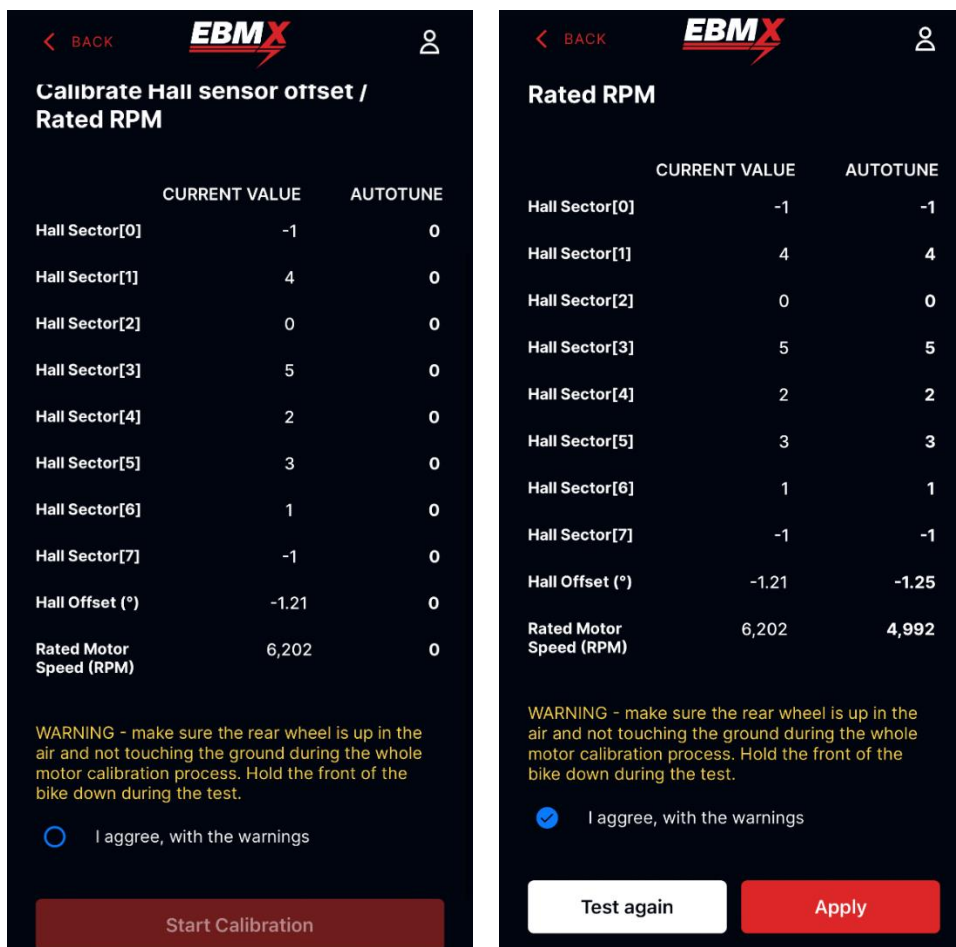 BACK
EBMX
Calibrate Hall sensor offset /
Rated RPM
CURRENT VALUE AUTOTUNE
Hall Sector[0] -1 0
Hall Sector[1] 4 0
Hall Sector[2] 0 0
Hall Sector[3] 5 0
Hall Sector[4] 2 0
Hall Sector[5] 3 0
Hall Sector[6] 1 0
Hall Sector[7] -1 0
Hall Offset (°) -1.21 0
Rated Motor
Speed (RPM) 6,202 0
WARNING - make sure the rear wheel is up in the
air and not touching the ground during the whole
motor calibration process. Hold the front of the
bike down during the test.
I aggree, with the warnings
Start Calibration
BACK
EBMX
Rated RPM
CURRENT VALUE AUTOTUNE
Hall Sector[0] -1 -1
Hall Sector[1] 4 4
Hall Sector[2] 0 0
Hall Sector[3] 5 5
Hall Sector[4] 2 2
Hall Sector[5] 3 3
Hall Sector[6] 1 1
Hall Sector[7] -1 -1
Hall Offset (°) -1.21 -1.25
Rated Motor
Speed (RPM) 6,202 4,992
WARNING - make sure the rear wheel is up in the
air and not touching the ground during the whole
motor calibration process. Hold the front of the
bike down during the test.
I aggree, with the warnings
Test again
Apply